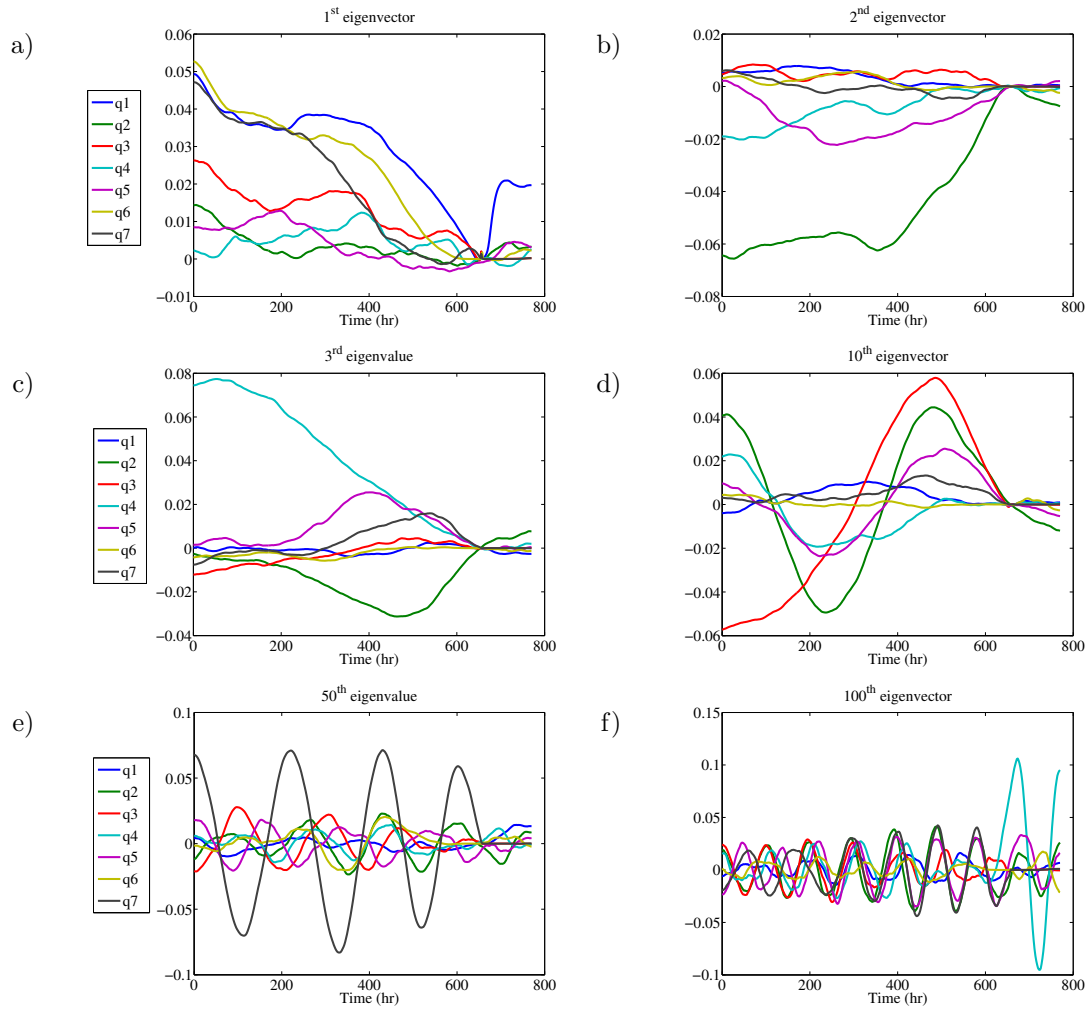 a)
1st eigenvector
0.06
0.05
0.04
0.03
0.02
0.01
0
−0.01
0 200 400 600 800
Time (hr)
q1
q2
q3
q4
q5
q6
q7
b)
2nd eigenvector
0.02
0
−0.02
−0.04
−0.06
−0.08
0 200 400 600 800
Time (hr)
c)
3rd eigenvalue
0.08
0.06
0.04
0.02
0
−0.02
−0.04
0 200 400 600 800
Time (hr)
q1
q2
q3
q4
q5
q6
q7
d)
10th eigenvector
0.06
0.04
0.02
0
−0.02
−0.04
−0.06
0 200 400 600 800
Time (hr)
e)
50th eigenvalue
0.1
0.05
0
−0.05
−0.1
0 200 400 600 800
Time (hr)
q1
q2
q3
q4
q5
q6
q7
f)
100th eigenvector
0.15
0.1
0.05
0
−0.05
−0.1
0 200 400 600 800
Time (hr)